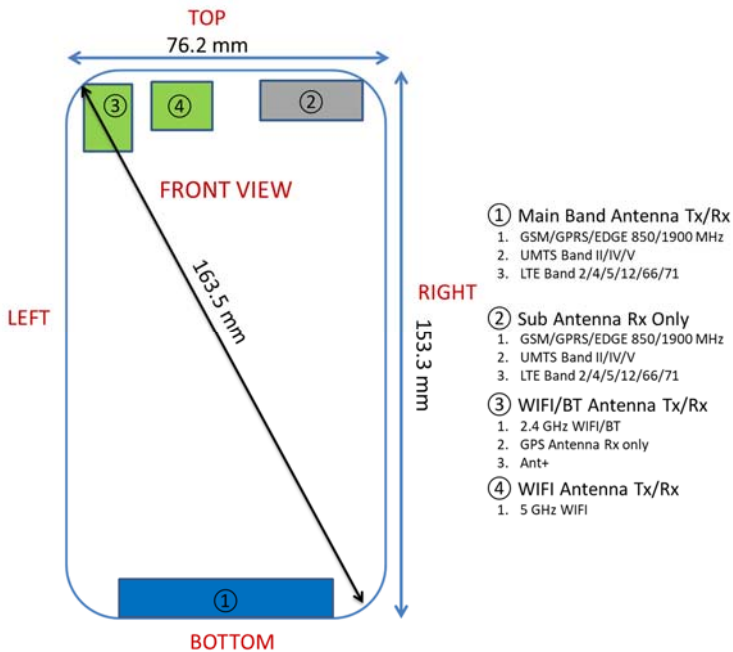 TOP
76.2 mm
③
④
②
FRONT VIEW
163.5 mm
LEFT
RIGHT
153.3 mm
①
BOTTOM
① Main Band Antenna Tx/Rx
1. GSM/GPRS/EDGE 850/1900 MHz
2. UMTS Band II/IV/V
3. LTE Band 2/4/5/12/66/71
② Sub Antenna Rx Only
1. GSM/GPRS/EDGE 850/1900 MHz
2. UMTS Band II/IV/V
3. LTE Band 2/4/5/12/66/71
③ WIFI/BT Antenna Tx/Rx
1. 2.4 GHz WIFI/BT
2. GPS Antenna Rx only
3. Ant+
④ WIFI Antenna Tx/Rx
1. 5 GHz WIFI